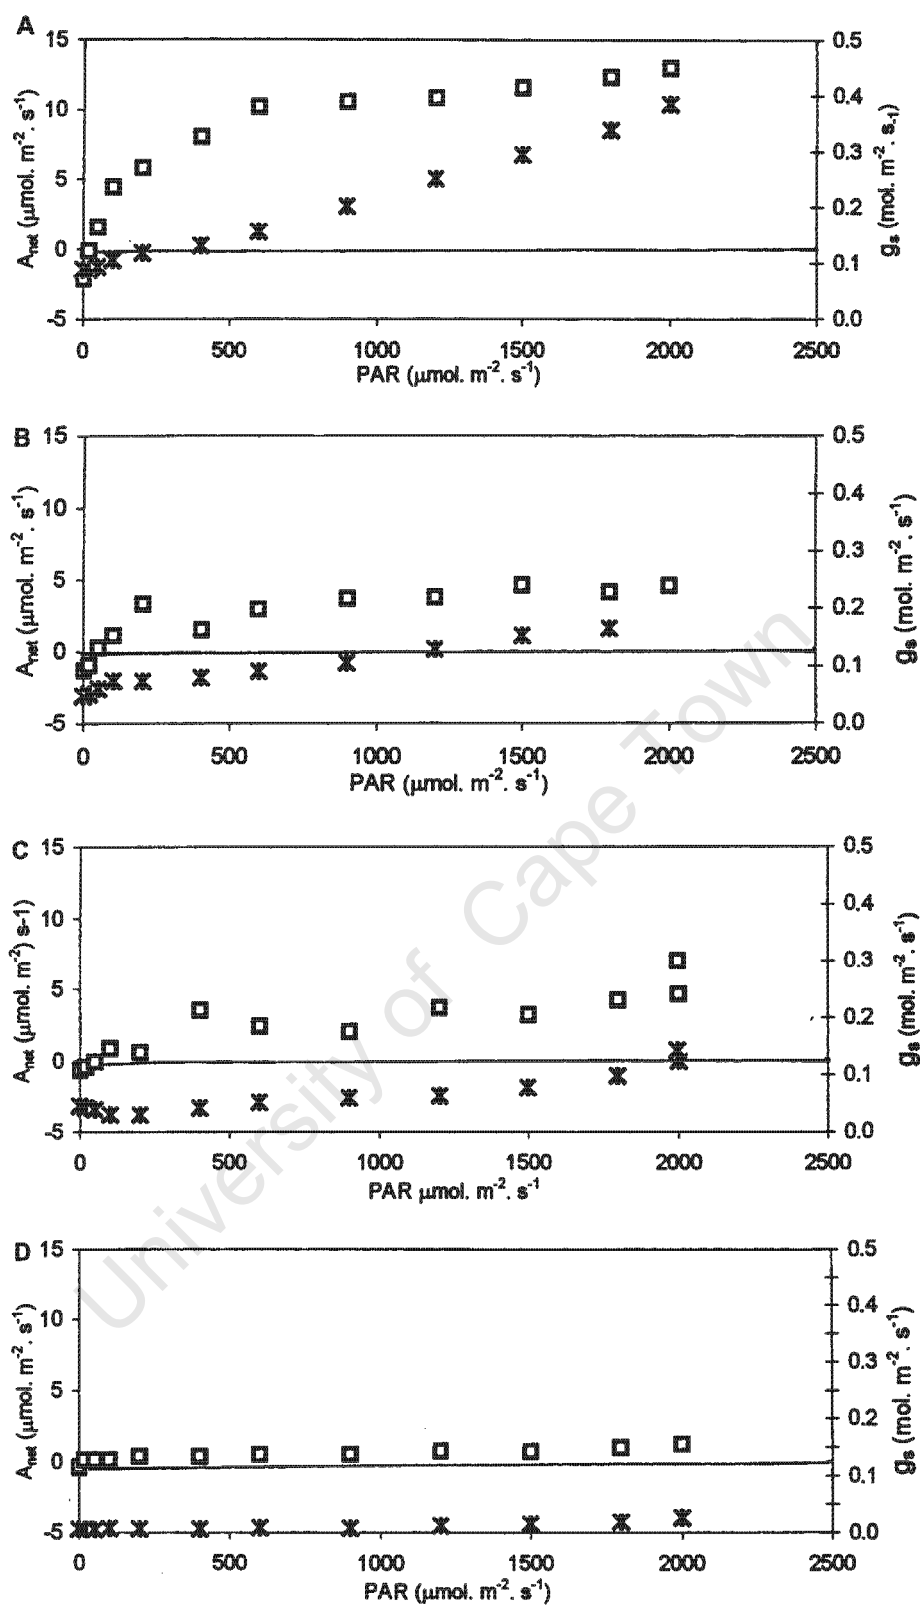 A
15
10
5
0
-5
Anet (μmol. m-2. s-1)
0.5
0.4
0.3
0.2
0.1
0.0
gs (mol. m-2 s-1)
0 500 1000 1500 2000 2500
PAR (μmol. m-2. s-1)
B
15
10
5
0
-5
Anet (μmol. m-2. s-1)
0.5
0.4
0.3
0.2
0.1
0.0
gs (mol. m-2. s-1)
0 500 1000 1500 2000 2500
PAR (μmol. m-2. s-1)
C
15
10
5
0
-5
Anet (μmol. m-2) s-1)
0.5
0.4
0.3
0.2
0.1
0.0
gs (mol. m-2. s-1)
0 500 1000 1500 2000 2500
PAR μmol. m-2. s-1
D
15
10
5
0
-5
Anet (μmol. m-2. s-1)
0.5
0.4
0.3
0.2
0.1
0.0
gs (mol. m-2. s-1)
0 500 1000 1500 2000 2500
PAR (μmol. m-2. s-1)
University of Cape Town